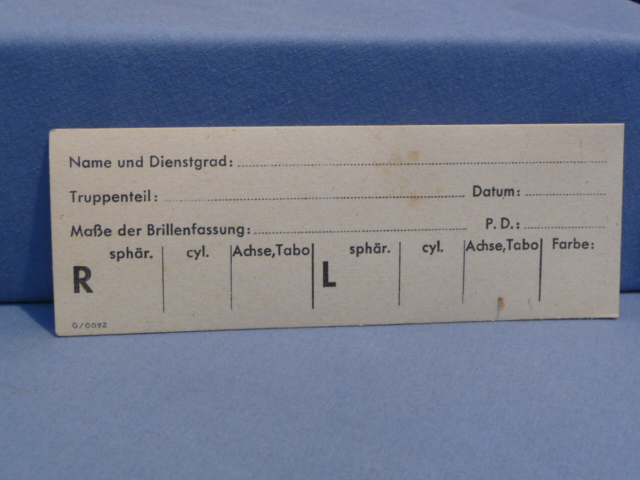 Name und Dienstgrad:
Truppenteil: Datum:
Maße der Brillenfassung: P. D.:
R sphär. cyl. Achse,Tabo L sphär. cyl. Achse,Tabo Farbe: